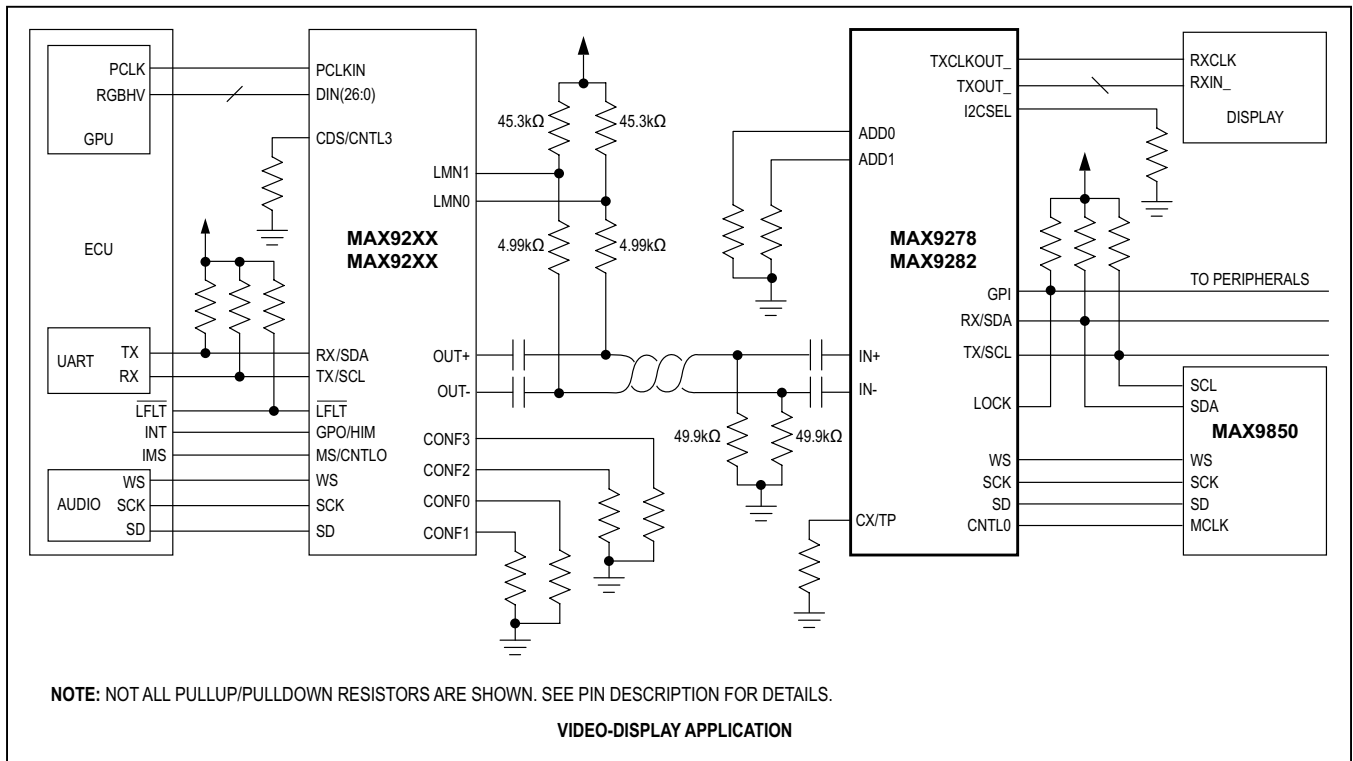 PCLK
RGBHV
GPU
ECU
UART
TX
RX
LFLT
INT
IMS
AUDIO
WS
SCK
SD
PCLKIN
DIN(26:0)
CDS/CNTL3
LMN1
LMN0
MAX92XX
MAX92XX
RX/SDA
TX/SCL
LFLT
GPO/HIM
MS/CNTLO
WS
SCK
SD
OUT+
OUT-
CONF3
CONF2
CONF0
CONF1
45.3kΩ
45.3kΩ
4.99kΩ
4.99kΩ
49.9kΩ
49.9kΩ
ADD0
ADD1
IN+
IN-
CX/TP
MAX9278
MAX9282
TXCLKOUT_
TXOUT_
I2CSEL
GPI
RX/SDA
TX/SCL
LOCK
WS
SCK
SD
CNTL0
RXCLK
RXIN_
DISPLAY
TO PERIPHERALS
SCL
SDA
MAX9850
WS
SCK
SD
MCLK
NOTE: NOT ALL PULLUP/PULLDOWN RESISTORS ARE SHOWN. SEE PIN DESCRIPTION FOR DETAILS.
VIDEO-DISPLAY APPLICATION